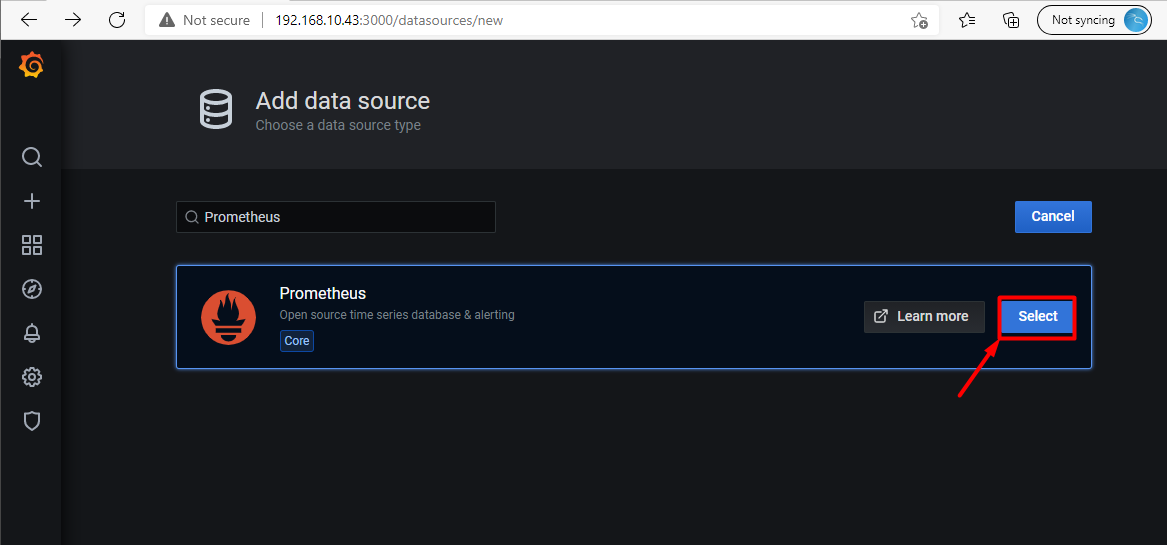 Not secure
192.168.10.43:3000/datasources/new
Not syncing
Add data source
Choose a data source type
Prometheus
Cancel
Prometheus
Open source time series database & alerting
Core
Learn more
Select